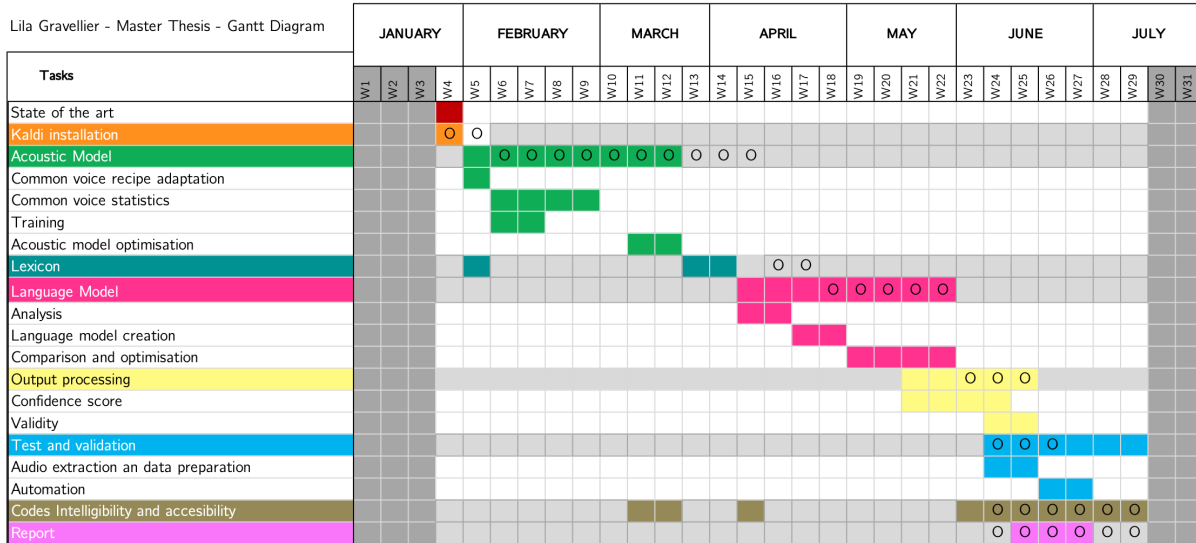 Lila Gravellier - Master Thesis - Gantt Diagram
JANUARY FEBRUARY MARCH APRIL MAY JUNE JULY
Tasks
W1 W2 W3 W4 W5 W6 W7 W8 W9 W10 W11 W12 W13 W14 W15 W16 W17 W18 W19 W20 W21 W22 W23 W24 W25 W26 W27 W28 W29 W30 W31
State of the art
Kaldi installation O O
Acoustic Model O O O O O O O O O O
Common voice recipe adaptation
Common voice statistics
Training
Acoustic model optimisation
Lexicon O O
Language Model O O O O O
Analysis
Language model creation
Comparison and optimisation
Output processing O O O
Confidence score
Validity
Test and validation O O O
Audio extraction an data preparation
Automation
Codes Intelligibility and accesibility O O O O O O
Report O O O O O O